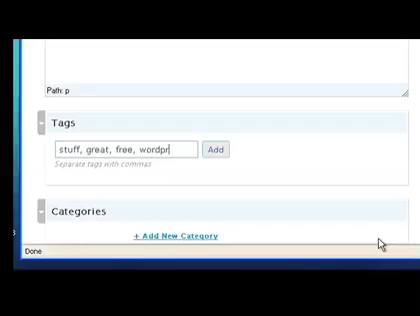 Path: p
Tags
stuff, great, free, wordpr
Add
Separate tags with commas
Categories
+ Add New Category
Done